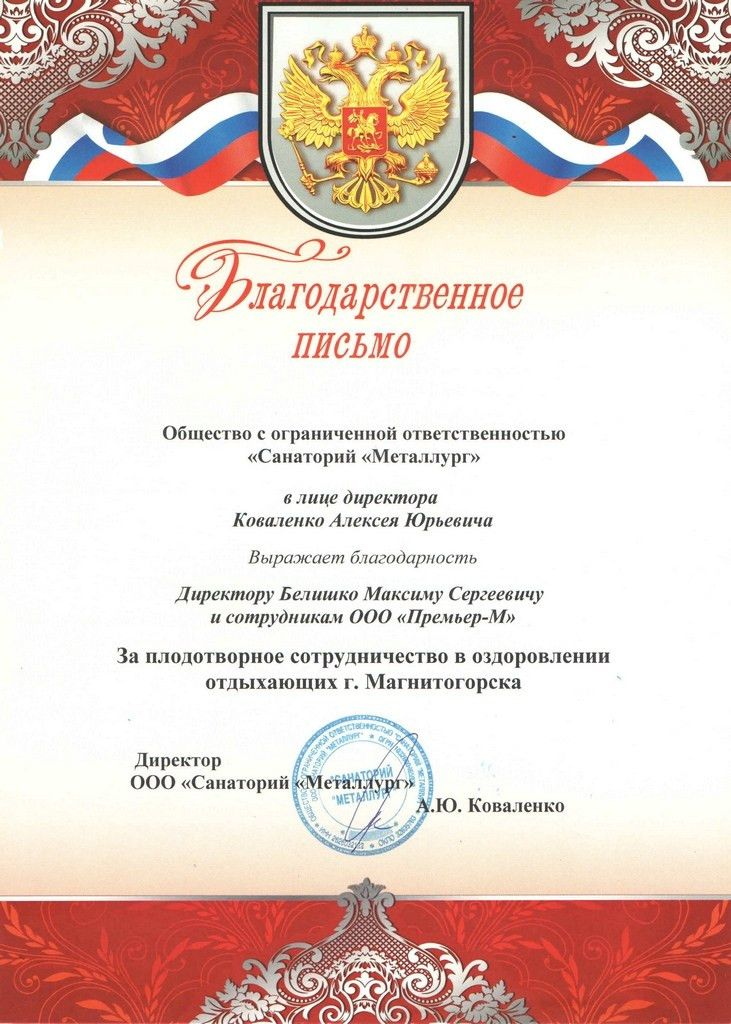 Благодарственное
письмо
Общество с ограниченной ответственностью
«Санаторий «Металлург»
в лице директора
Коваленко Алексея Юрьевича
Выражает благодарность
Директору Белишко Максиму Сергеевичу
и сотрудникам ООО «Премьер-М»
За плодотворное сотрудничество в оздоровлении
отдыхающих г. Магнитогорска
Директор
ООО «Санаторий «Металлург»
А.Ю. Коваленко
"САНАТОРИЙ
"МЕТАЛЛУРГ"